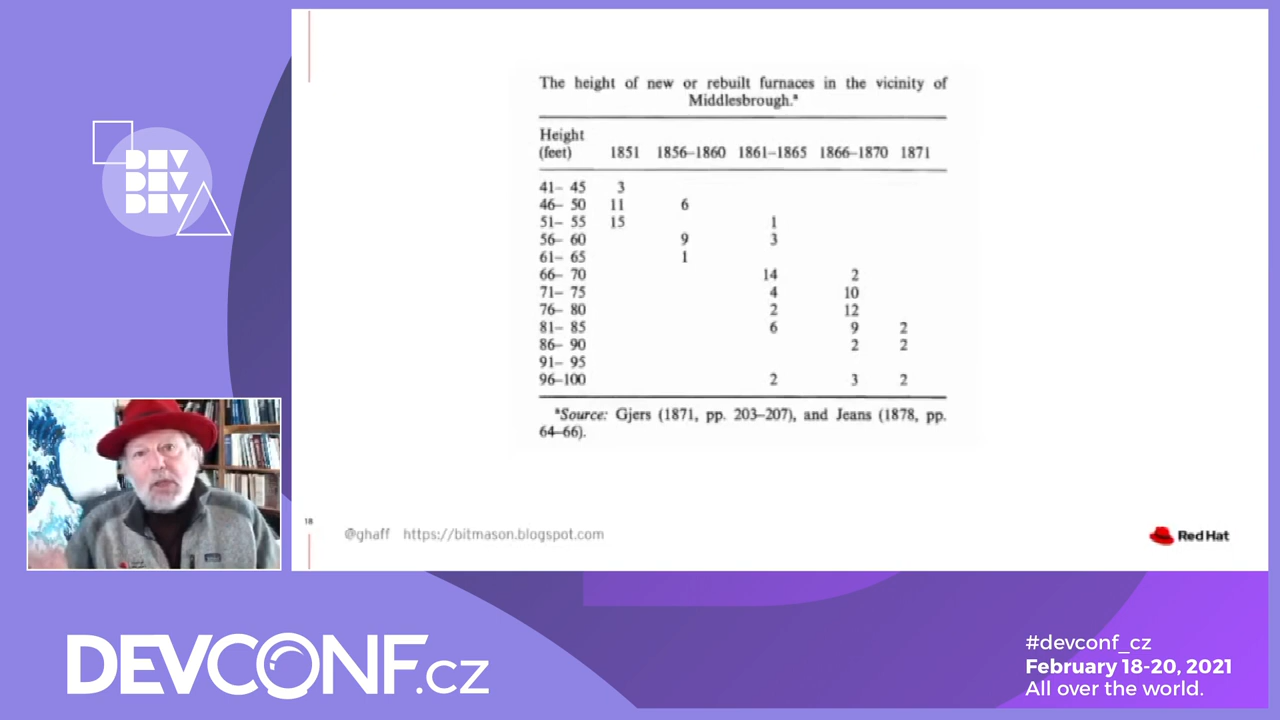 DEV
DEV
DEV
The height of new or rebuilt furnaces in the vicinity of
Middlesbrough.ª
Height
(feet) 1851 1856–1860 1861–1865 1866–1870 1871
41– 45 3
46– 50 11 6
51– 55 15 1
56– 60 9 3
61– 65 1
66– 70 14 2
71– 75 4 10
76– 80 2 12
81– 85 6 9 2
86– 90 2 2
91– 95
96–100 2 3 2
ªSource: Gjers (1871, pp. 203–207), and Jeans (1878, pp.
64–66).
18
@ghaff https://bitmason.blogspot.com
Red Hat
DEVCONF.cz
#devconf_cz
February 18-20, 2021
All over the world.